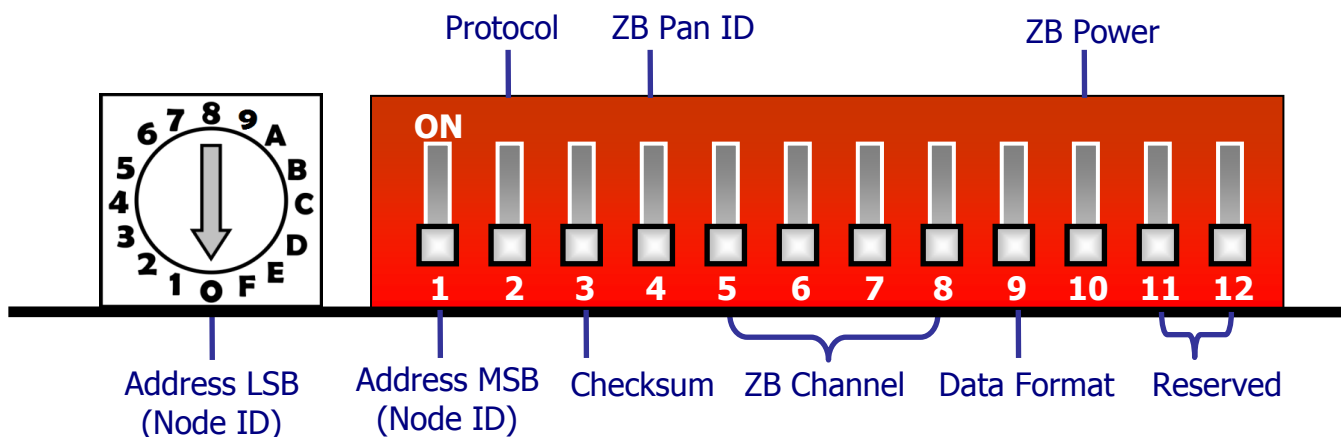 Protocol ZB Pan ID ZB Power
8
7 9
6 A
5 B
4 C
3 D
2 E
1 0 F
ON
1 2 3 4 5 6 7 8 9 10 11 12
Address LSB
(Node ID)
Address MSB
(Node ID)
Checksum
ZB Channel
Data Format
Reserved